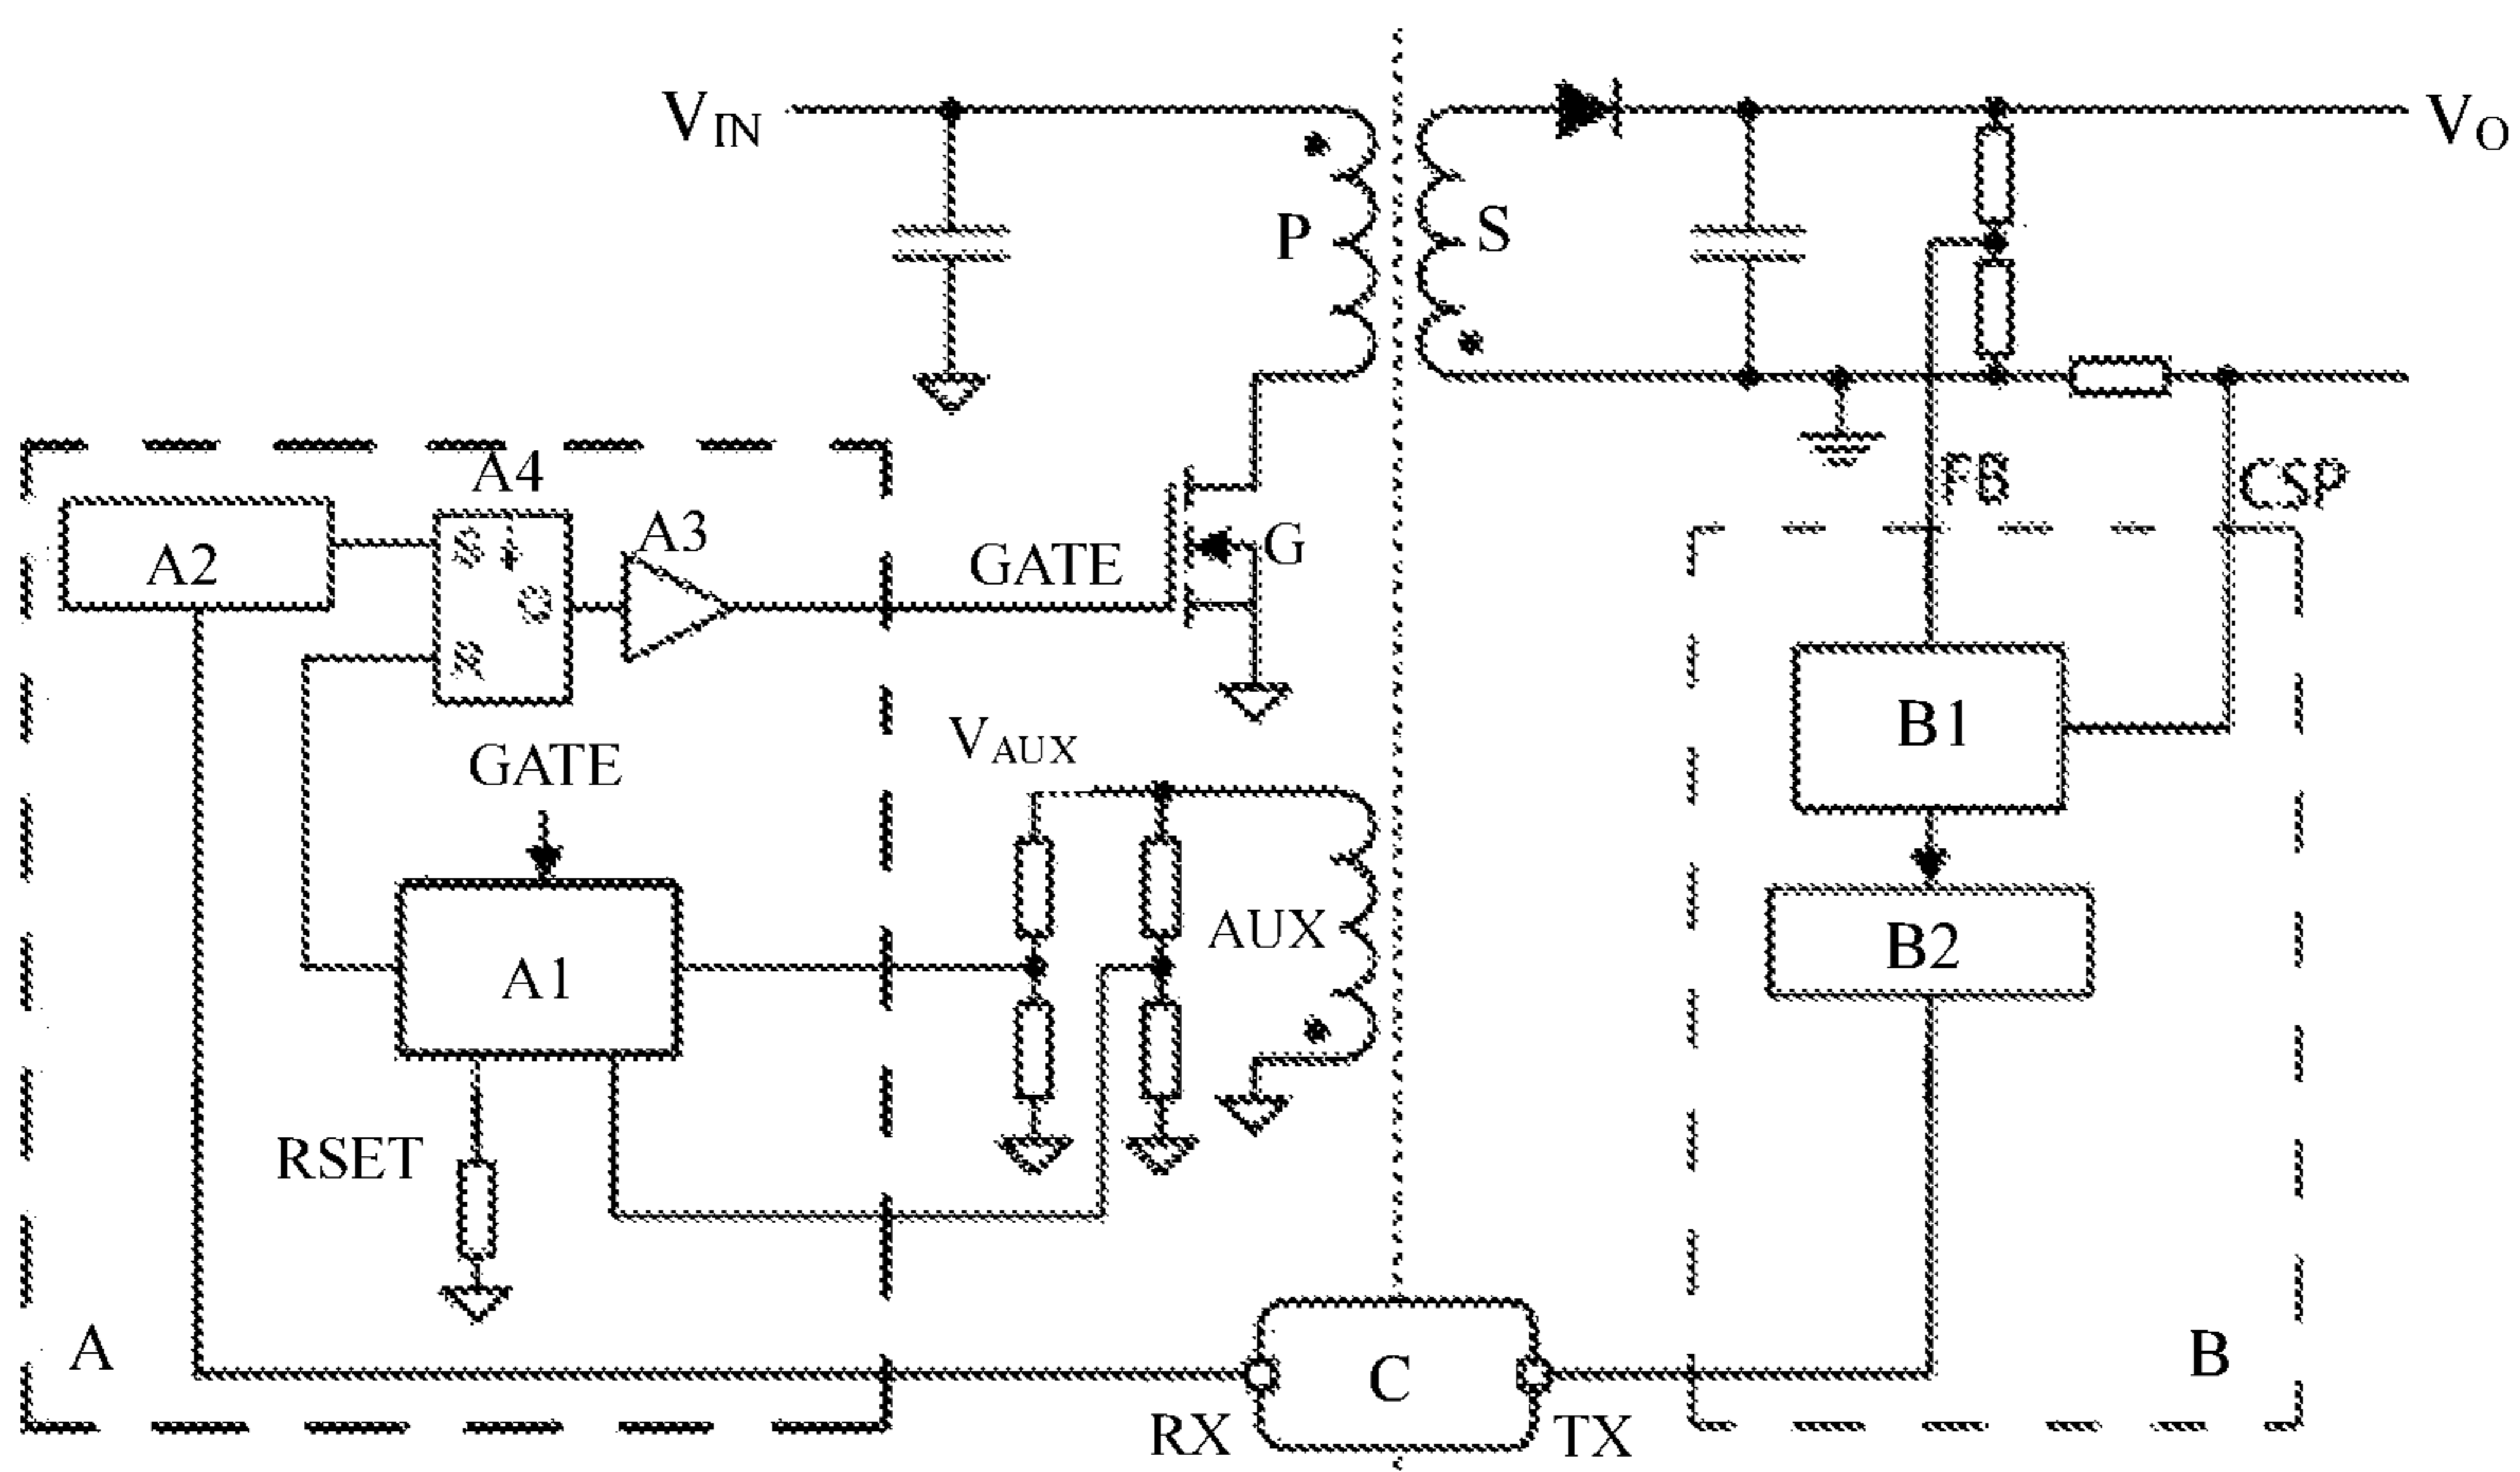 VIN
VO
P
S
A4
A2
A3
GATE
G
FB
CSP
GATE
VAUX
B1
AUX
B2
A1
RSET
A
C
B
RX
TX